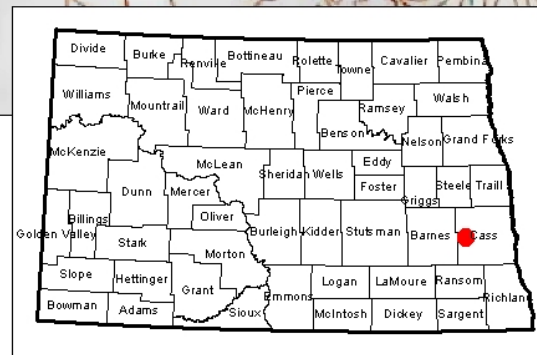 Divide Burke Renville Bottineau Rolette Towner Cavalier Pembina
Williams Mountrail Ward McHenry Pierce Benson Ramsey Walsh
McKenzie McLean Sheridan Wells Eddy Nelson Grand Forks
Dunn Mercer Foster Griggs Steele Traill
Golden Valley Billings Stark Oliver Morton Burleigh Kidder Stutsman Barnes Cass
Slope Hettinger Grant Emmons Logan LaMoure Ransom Richland
Bowman Adams Sioux McIntosh Dickey Sargent